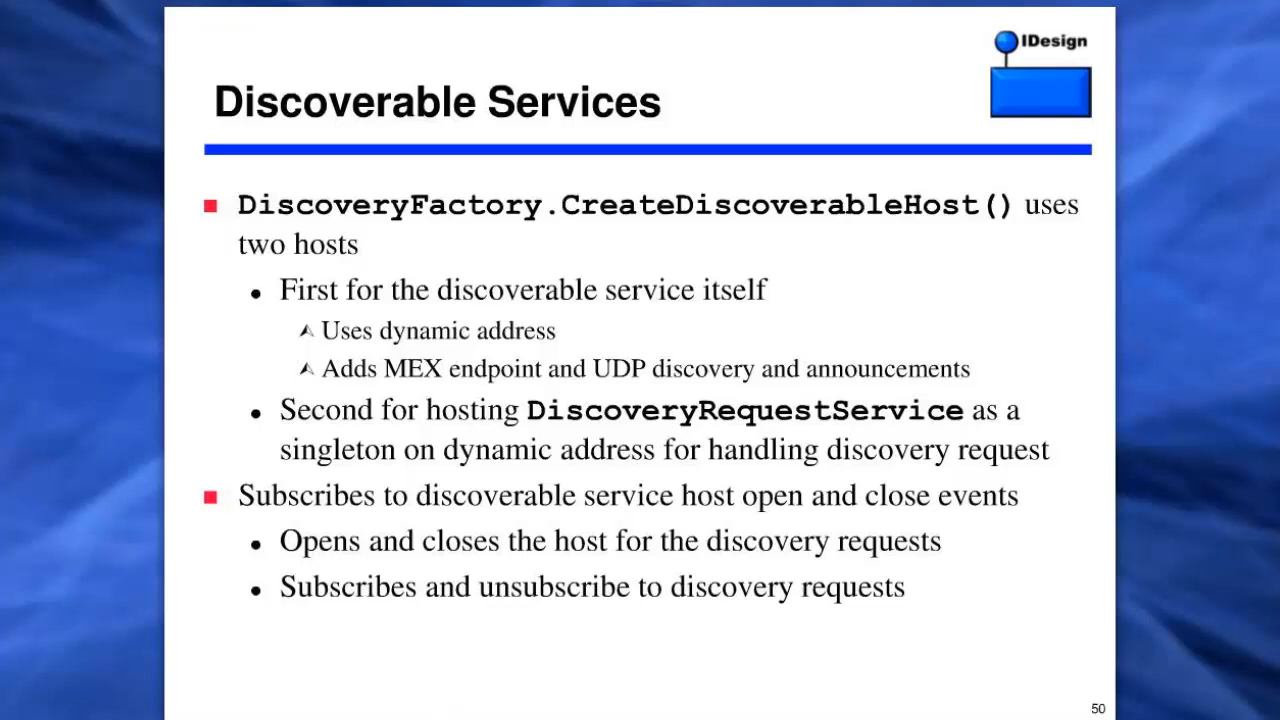 IDesign
Discoverable Services
DiscoveryFactory.CreateDiscoverableHost() uses
two hosts
First for the discoverable service itself
Uses dynamic address
Adds MEX endpoint and UDP discovery and announcements
Second for hosting DiscoveryRequestService as a
singleton on dynamic address for handling discovery request
Subscribes to discoverable service host open and close events
Opens and closes the host for the discovery requests
Subscribes and unsubscribe to discovery requests
50